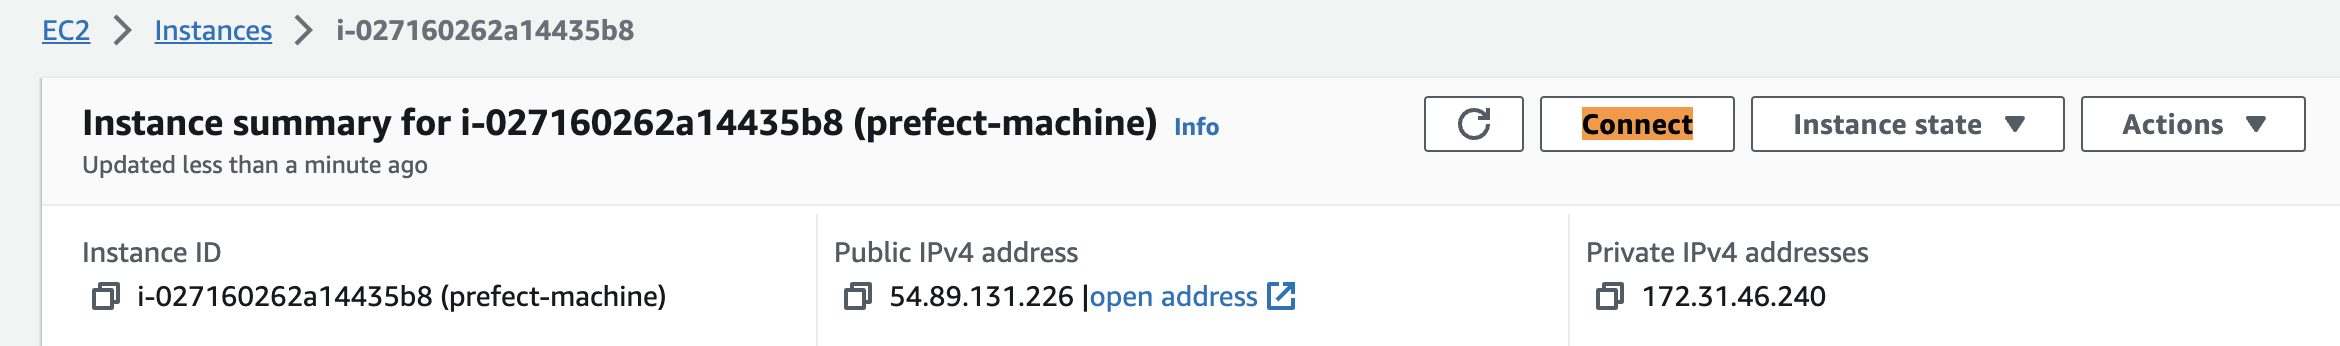 EC2 > Instances > i-027160262a14435b8
Instance summary for i-027160262a14435b8 (prefect-machine) Info
Connect
Instance state
Actions
Updated less than a minute ago
Instance ID
i-027160262a14435b8 (prefect-machine)
Public IPv4 address
54.89.131.226 |open address
Private IPv4 addresses
172.31.46.240